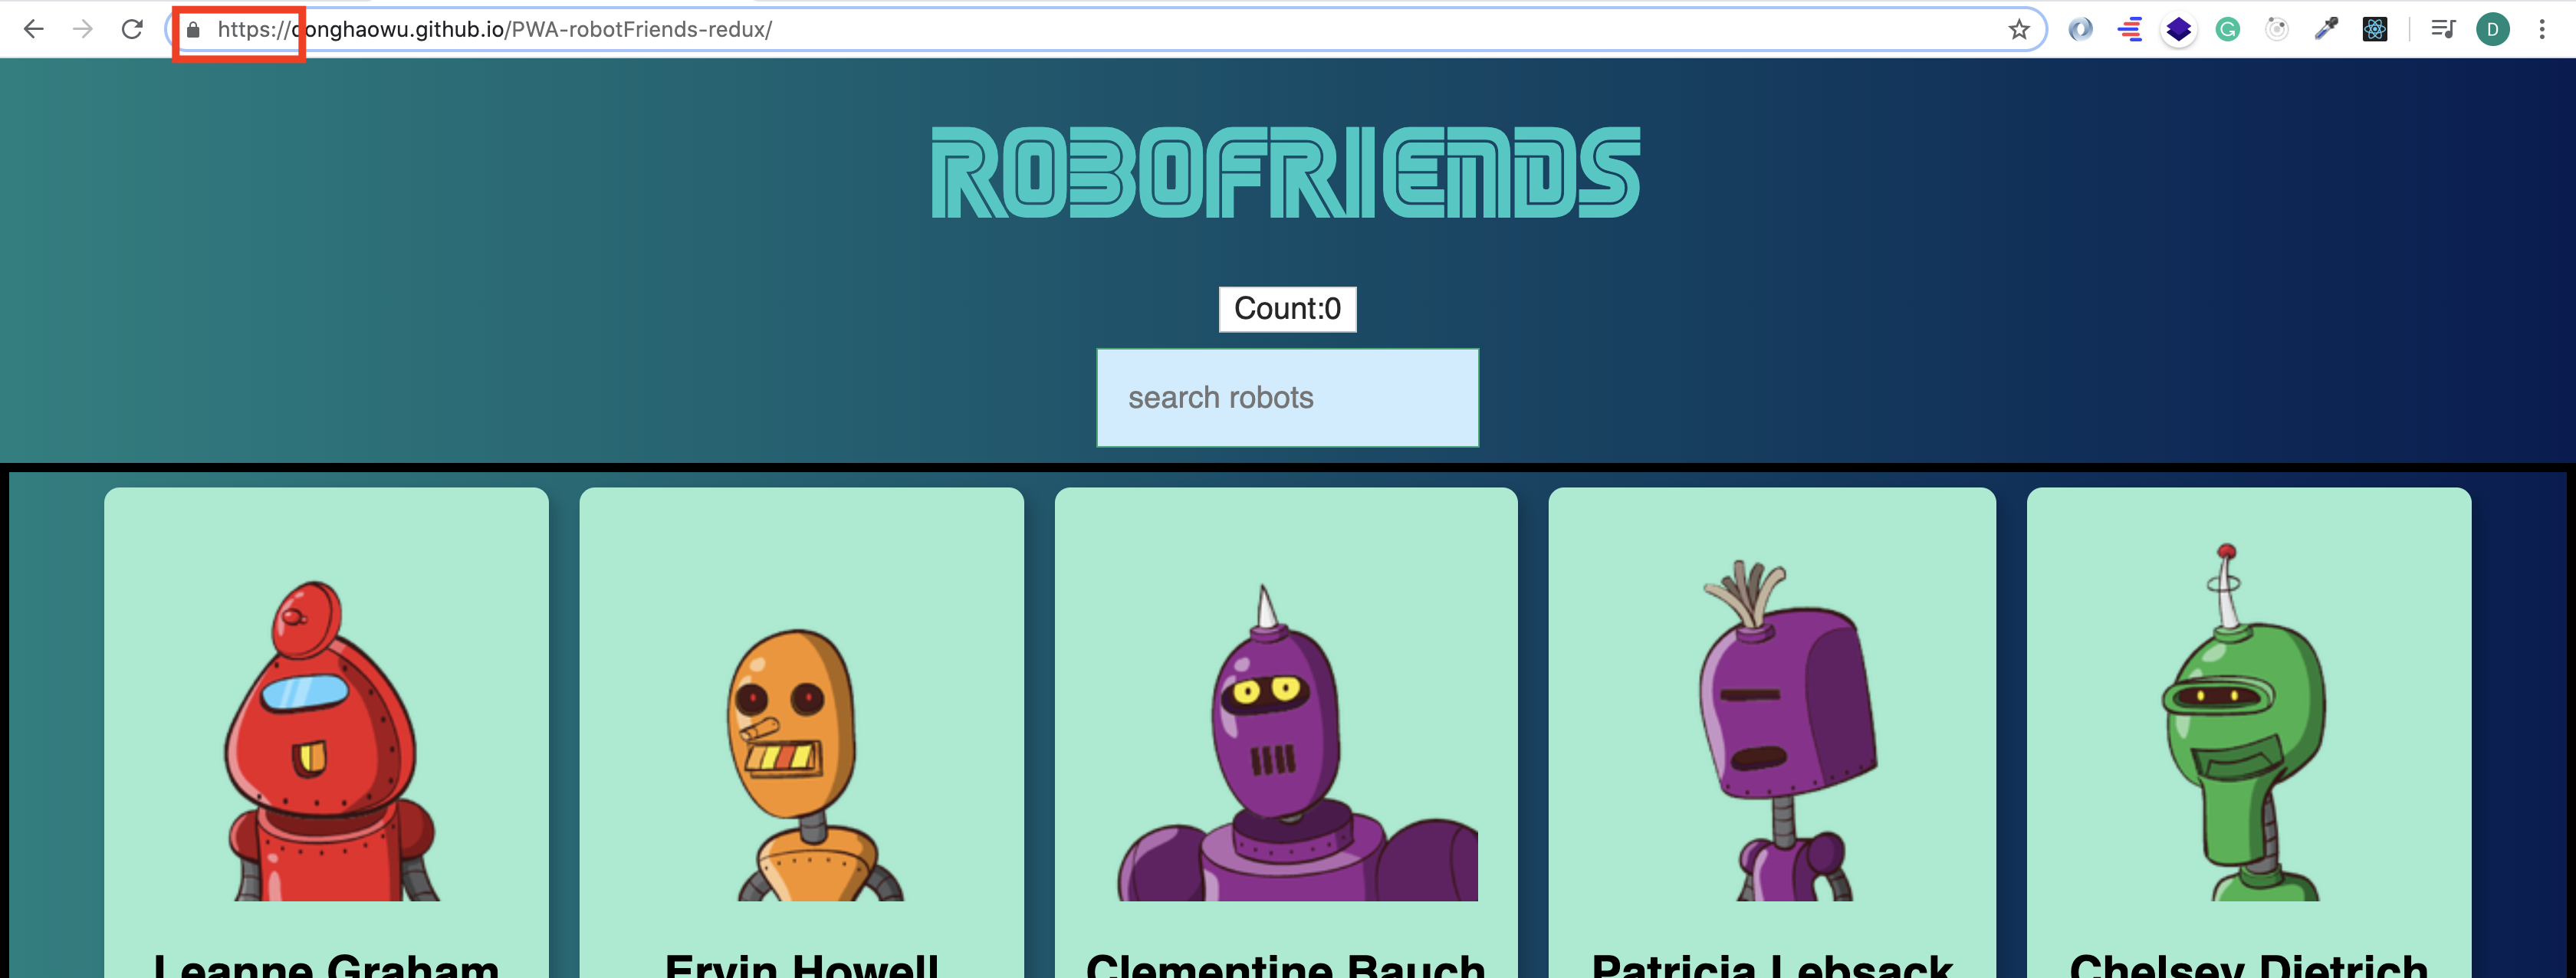 https://donghaowu.github.io/PWA-robotFriends-redux/
D
ROBOFRIENDS
Count:0
search robots
Leanne Graham
Ervin Howell
Clementine Bauch
Patricia Lebsack
Chelsey Dietrich